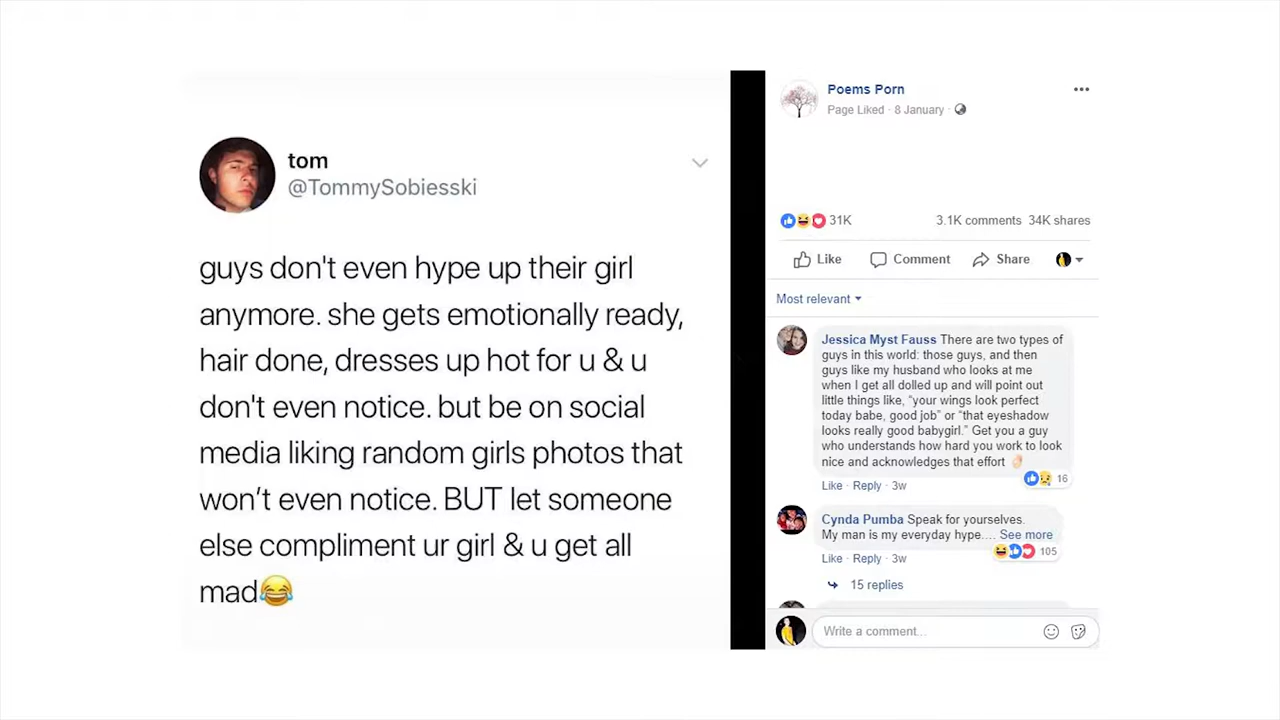 tom
@TommySobiesski
guys don't even hype up their girl
anymore. she gets emotionally ready,
hair done, dresses up hot for u & u
don't even notice. but be on social
media liking random girls photos that
won’t even notice. BUT let someone
else compliment ur girl & u get all
mad😂
Poems Porn
Page Liked · 8 January ·
31K 3.1K comments 34K shares
Like Comment Share
Most relevant
Jessica Myst Fauss There are two types of
guys in this world: those guys, and then
guys like my husband who looks at me
when I get all dolled up and will point out
little things like, “your wings look perfect
today babe, good job” or “that eyeshadow
looks really good babygirl.” Get you a guy
who understands how hard you work to look
nice and acknowledges that effort 👌🏻
16
Like · Reply · 3w
Cynda Pumba Speak for yourselves.
My man is my everyday hype.... See more
105
Like · Reply · 3w
15 replies
Write a comment...